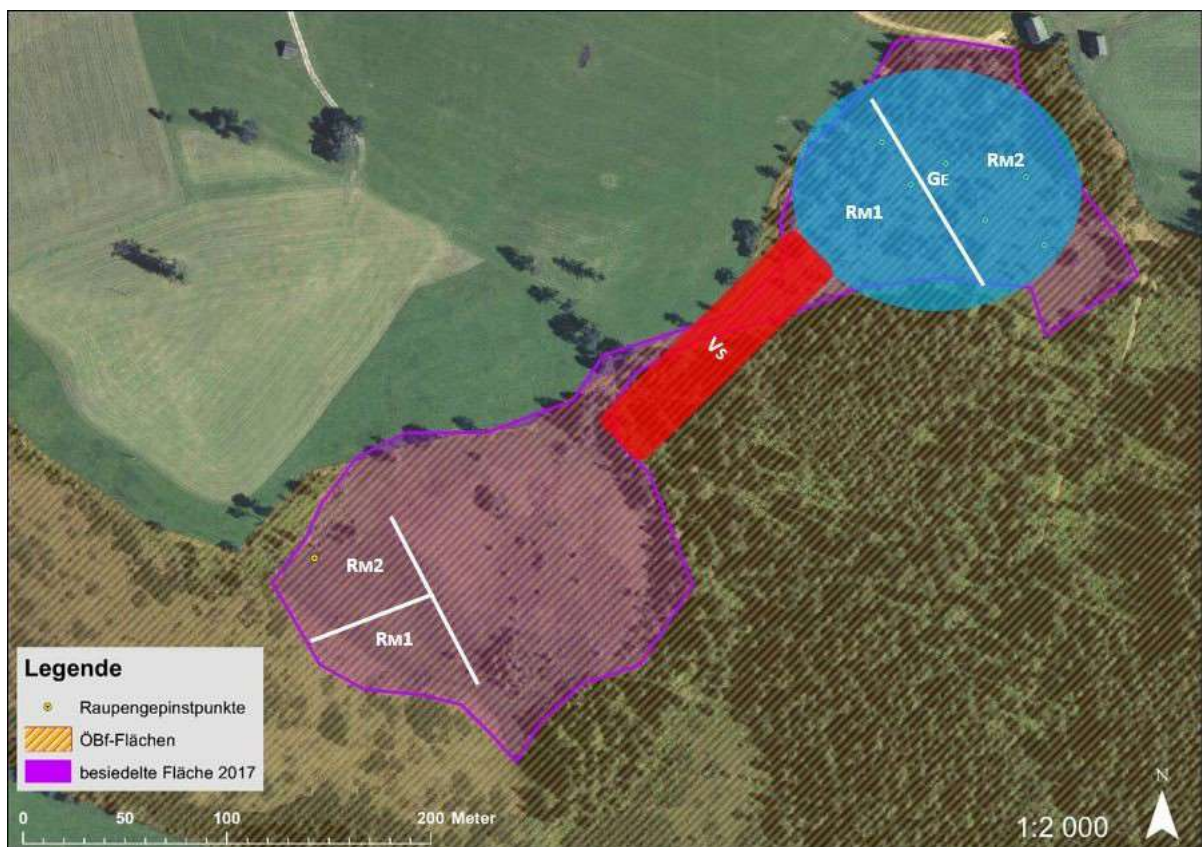 RM2
GE
RM1
Vs
RM2
RM1
Legende
Raupengepinstpunkte
ÖBf-Flächen
besiedelte Fläche 2017
0 50 100 200 Meter
N
1:2 000